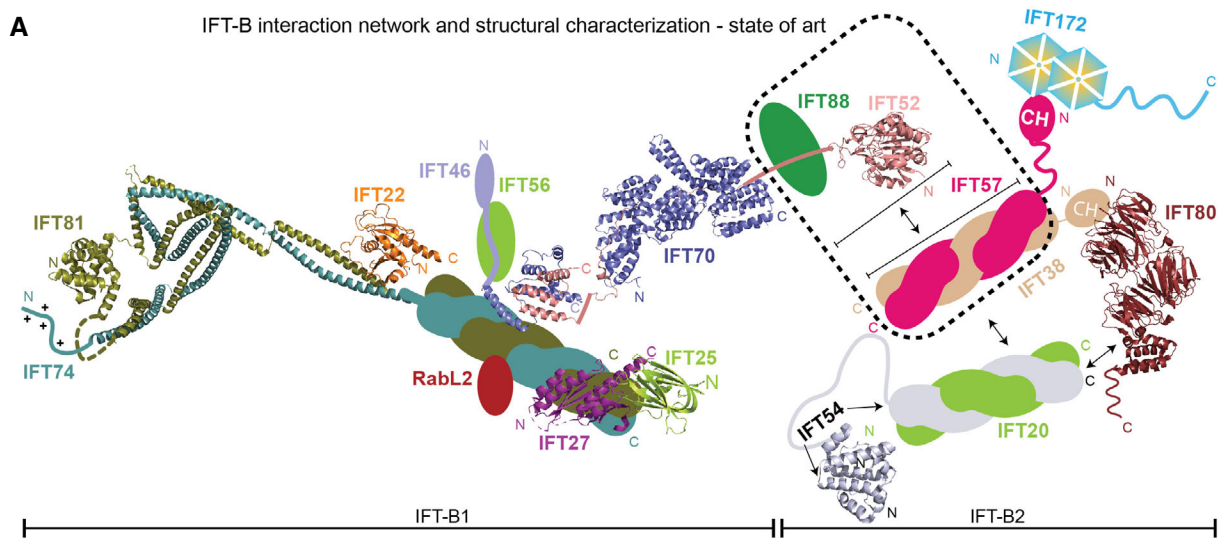 A
IFT-B interaction network and structural characterization - state of art
IFT172
N
C
N
CH
IFT88
IFT52
N
IFT57
N
CH
N
IFT80
IFT38
C
C
C
N
IFT46
IFT56
IFT22
N
C
IFT81
N
+ + +
IFT74
IFT70
C
N
C
C
RabL2
C
C
IFT25
N
N
IFT27
C
C
C
IFT54
N
N
N
IFT20
IFT-B1
IFT-B2